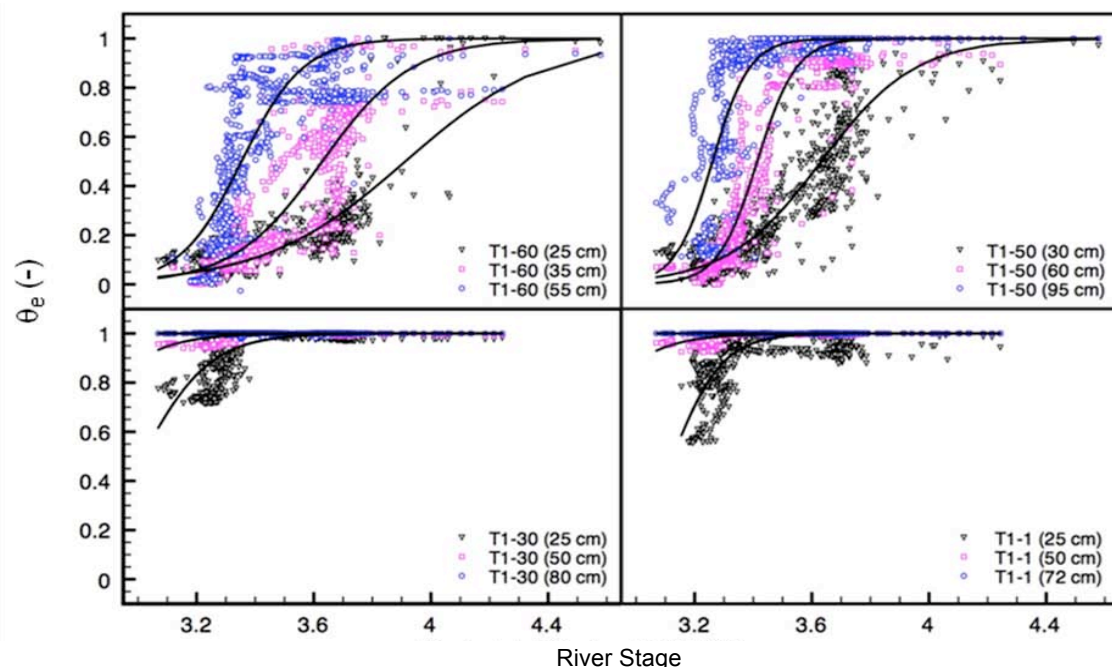 θe (-)
1
0.8
0.6
0.4
0.2
0
T1-60 (25 cm)
T1-60 (35 cm)
T1-60 (55 cm)
T1-50 (30 cm)
T1-50 (60 cm)
T1-50 (95 cm)
1
0.8
0.6
0.4
0.2
0
T1-30 (25 cm)
T1-30 (50 cm)
T1-30 (80 cm)
T1-1 (25 cm)
T1-1 (50 cm)
T1-1 (72 cm)
3.2 3.6 4 4.4 3.2 3.6 4 4.4
River Stage